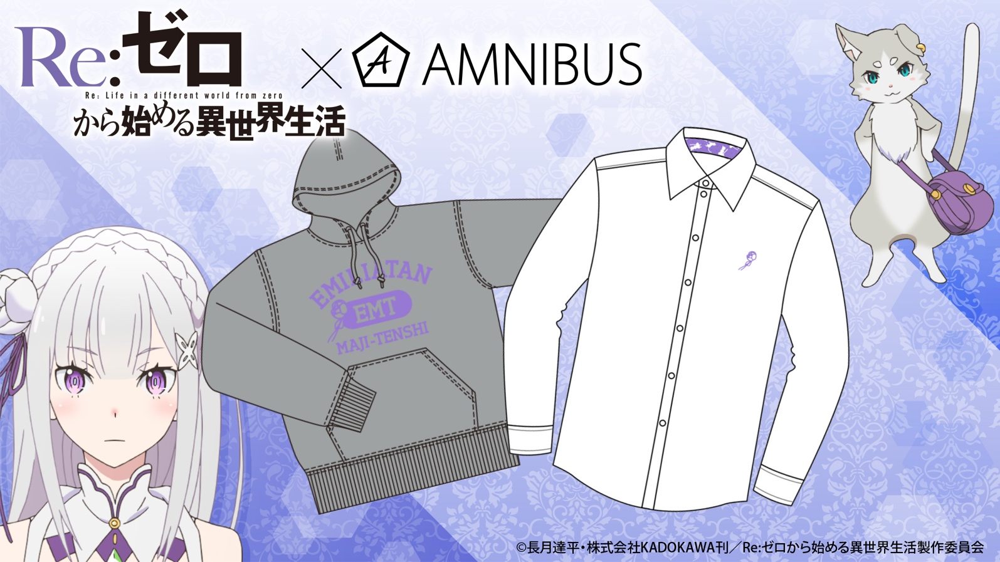 Re:ゼロ
Re: Life in a different world from zero
から始める異世界生活
× A AMNIBUS
EMILIATAN
EMT
MAJI-TENSHI
©長月達平・株式会社KADOKAWA刊／Re:ゼロから始める異世界生活製作委員会